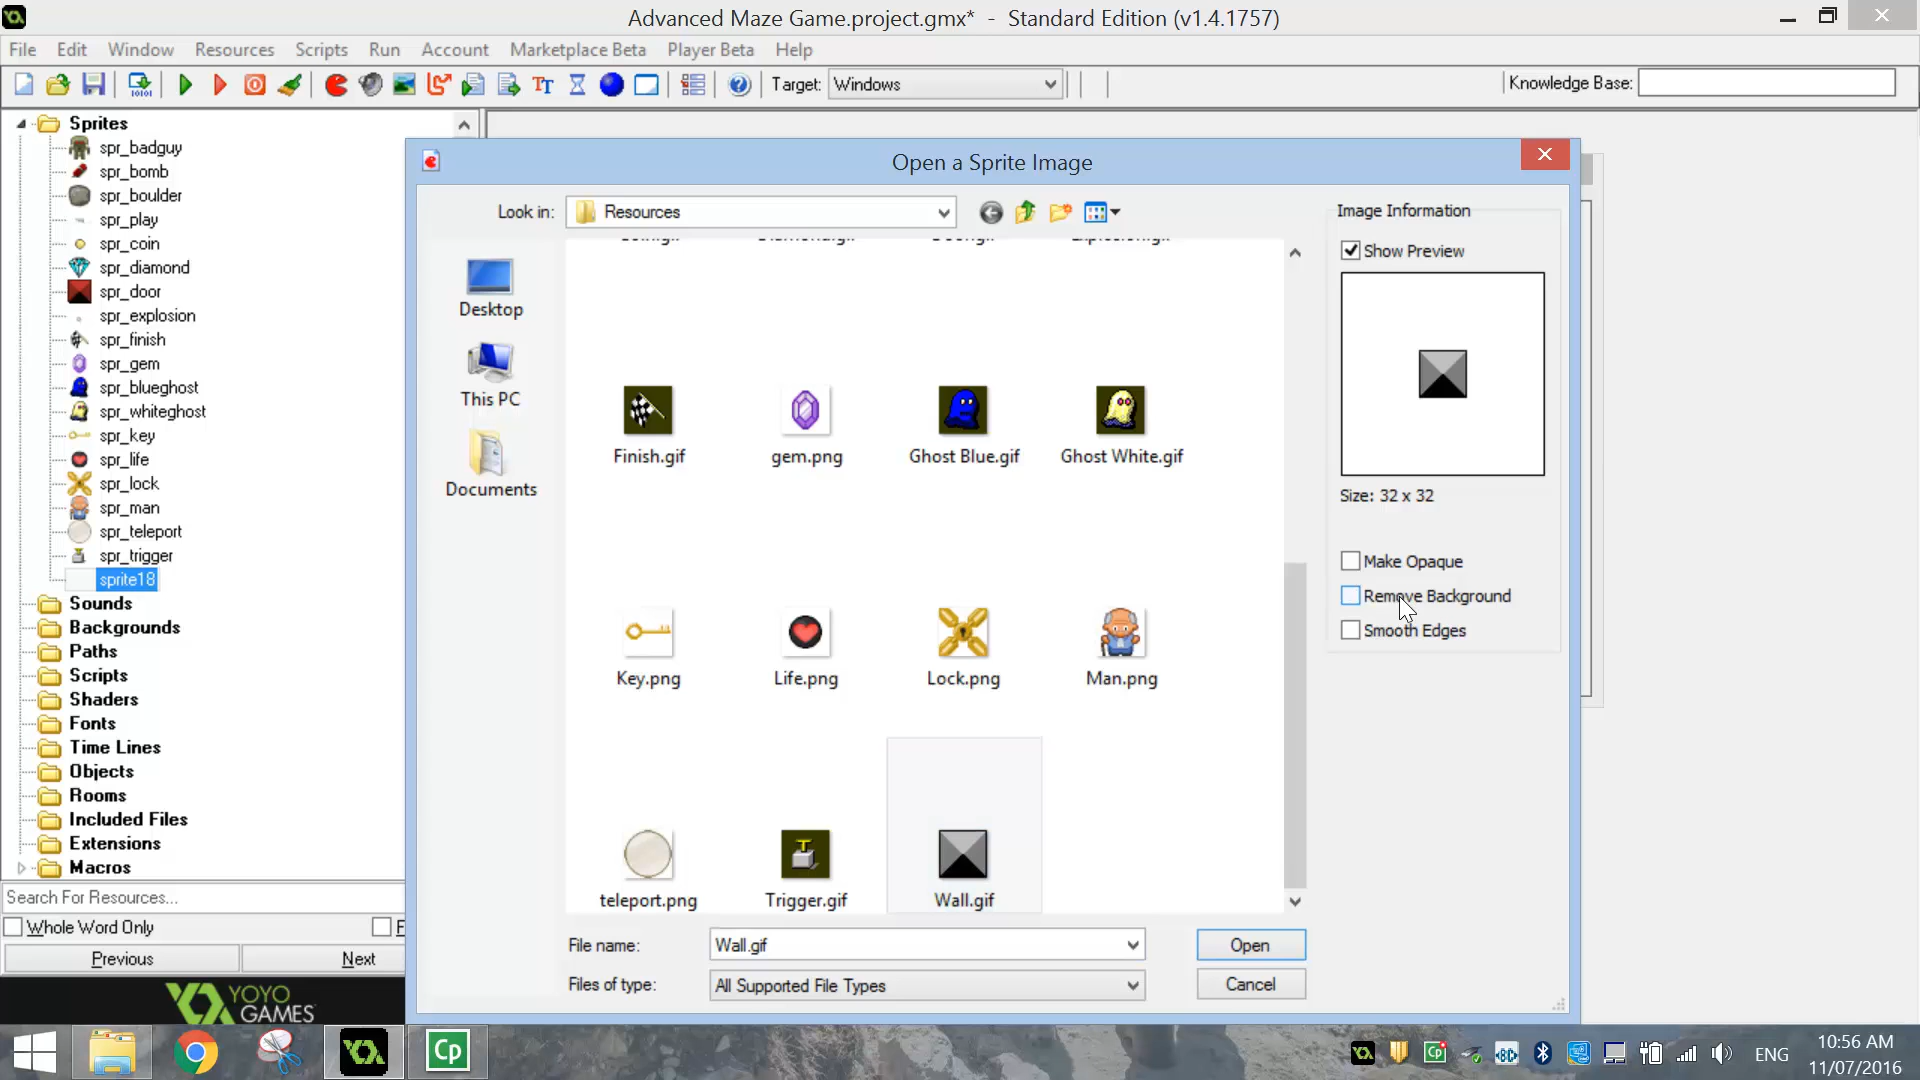 Advanced Maze Game.project.gmx* - Standard Edition (v1.4.1757)
File Edit Window Resources Scripts Run Account Marketplace Beta Player Beta Help
Target: Windows
Knowledge Base:
Sprites
spr_badguy
spr_bomb
spr_boulder
spr_play
spr_coin
spr_diamond
spr_door
spr_explosion
spr_finish
spr_gem
spr_blueghost
spr_whiteghost
spr_key
spr_life
spr_lock
spr_man
spr_teleport
spr_trigger
sprite18
Sounds
Backgrounds
Paths
Scripts
Shaders
Fonts
Time Lines
Objects
Rooms
Included Files
Extensions
Macros
Search For Resources...
Whole Word Only
Previous Next
YOYO
GAMES
Open a Sprite Image
Look in: Resources
Desktop
This PC
Documents
Finish.gif gem.png Ghost Blue.gif Ghost White.gif
Key.png Life.png Lock.png Man.png
teleport.png Trigger.gif Wall.gif
File name: Wall.gif Open
Files of type: All Supported File Types Cancel
Image Information
Show Preview
Size: 32 x 32
Make Opaque
Remove Background
Smooth Edges
Cp
ENG
10:56 AM
11/07/2016